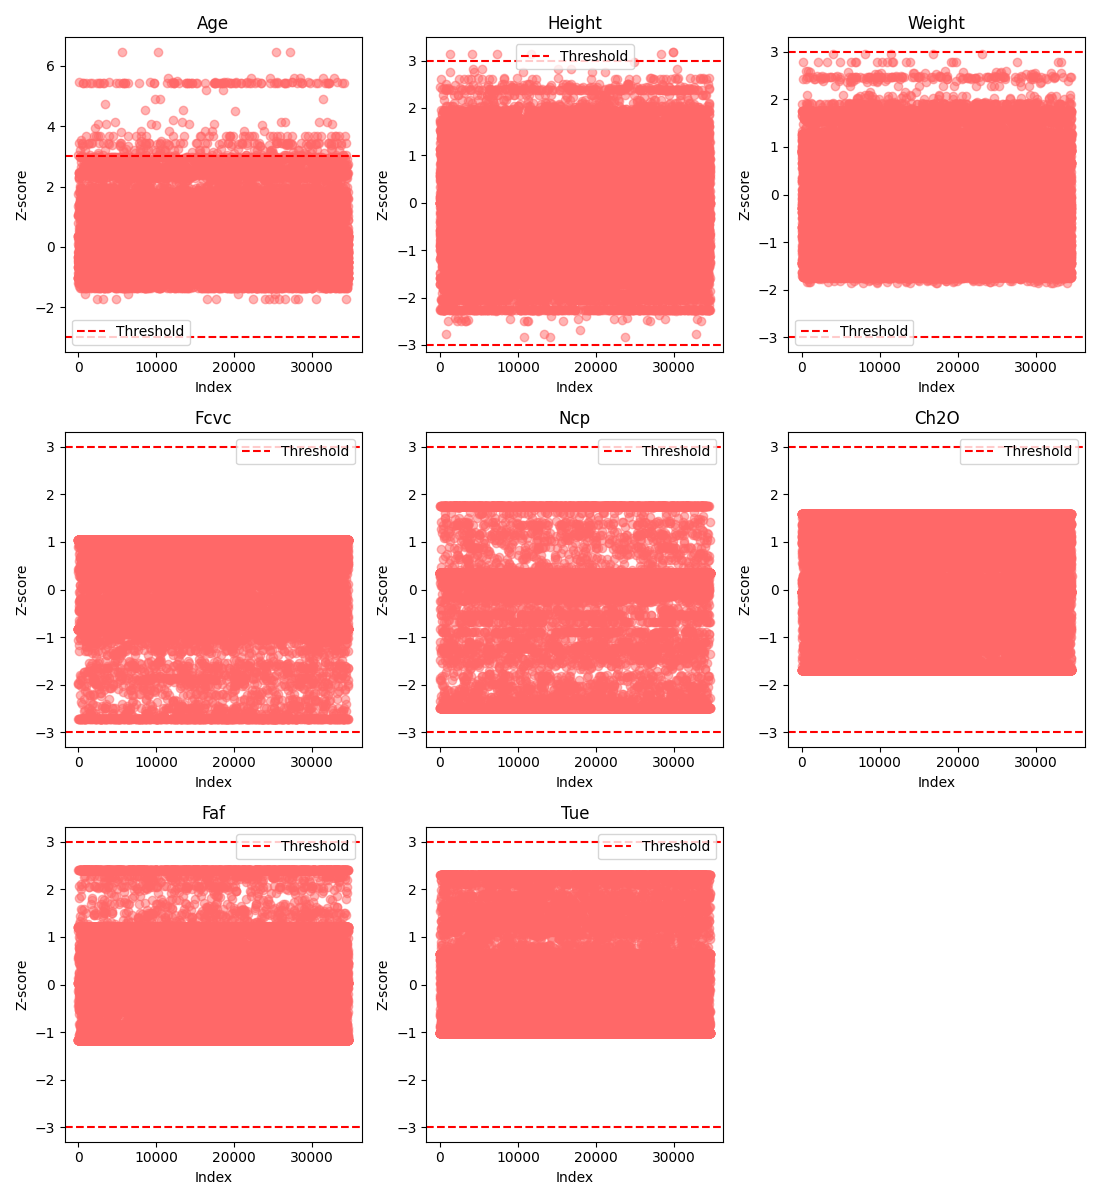 Age Height Weight
Z-score
6
4
2
0
−2
Threshold
0 10000 20000 30000
Index
Z-score
3
2
1
0
−1
−2
−3
Threshold
0 10000 20000 30000
Index
Z-score
3
2
1
0
−1
−2
−3
Threshold
0 10000 20000 30000
Index
Fcvc Ncp Ch2O
Z-score
3
2
1
0
−1
−2
−3
Threshold
0 10000 20000 30000
Index
Z-score
3
2
1
0
−1
−2
−3
Threshold
0 10000 20000 30000
Index
Z-score
3
2
1
0
−1
−2
−3
Threshold
0 10000 20000 30000
Index
Faf Tue
Z-score
3
2
1
0
−1
−2
−3
Threshold
0 10000 20000 30000
Index
Z-score
3
2
1
0
−1
−2
−3
Threshold
0 10000 20000 30000
Index